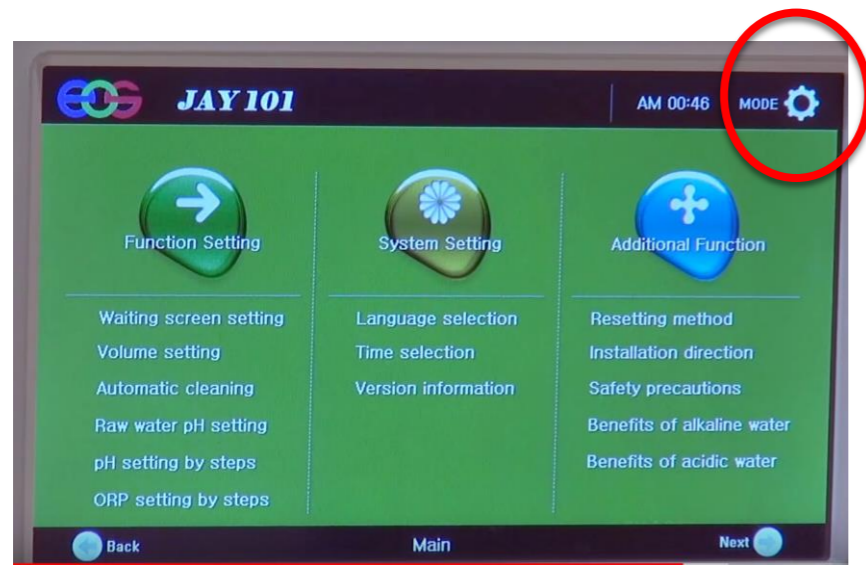 EOS JAY 101 AM 00:46 MODE
Function Setting
Waiting screen setting
Volume setting
Automatic cleaning
Raw water pH setting
pH setting by steps
ORP setting by steps
System Setting
Language selection
Time selection
Version information
Additional Function
Resetting method
Installation direction
Safety precautions
Benefits of alkaline water
Benefits of acidic water
Back Main Next